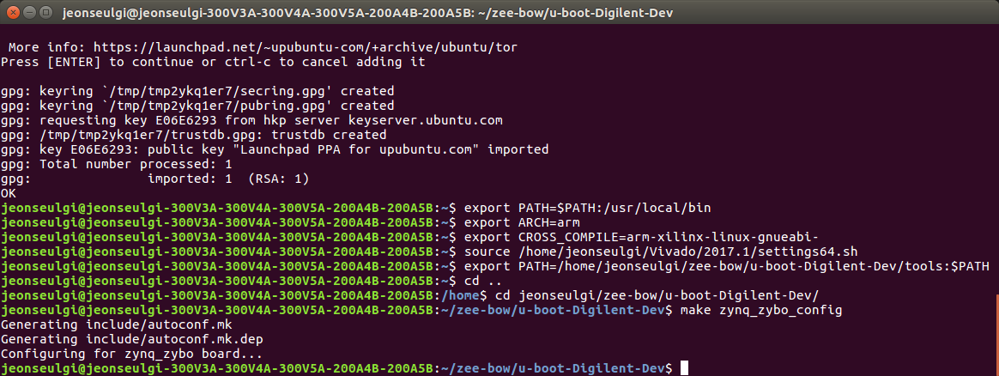 jeonseulgi@jeonseulgi-300V3A-300V4A-300V5A-200A4B-200A5B: ~/zee-bow/u-boot-Digilent-Dev
More info: https://launchpad.net/~upubuntu-com/+archive/ubuntu/tor
Press [ENTER] to continue or ctrl-c to cancel adding it
gpg: keyring `/tmp/tmp2ykq1er7/secring.gpg' created
gpg: keyring `/tmp/tmp2ykq1er7/pubring.gpg' created
gpg: requesting key E06E6293 from hkp server keyserver.ubuntu.com
gpg: /tmp/tmp2ykq1er7/trustdb.gpg: trustdb created
gpg: key E06E6293: public key "Launchpad PPA for upubuntu.com" imported
gpg: Total number processed: 1
gpg:               imported: 1  (RSA: 1)
OK
jeonseulgi@jeonseulgi-300V3A-300V4A-300V5A-200A4B-200A5B:~$ export PATH=$PATH:/usr/local/bin
jeonseulgi@jeonseulgi-300V3A-300V4A-300V5A-200A4B-200A5B:~$ export ARCH=arm
jeonseulgi@jeonseulgi-300V3A-300V4A-300V5A-200A4B-200A5B:~$ export CROSS_COMPILE=arm-xilinx-linux-gnueabi-
jeonseulgi@jeonseulgi-300V3A-300V4A-300V5A-200A4B-200A5B:~$ source /home/jeonseulgi/Vivado/2017.1/settings64.sh
jeonseulgi@jeonseulgi-300V3A-300V4A-300V5A-200A4B-200A5B:~$ export PATH=/home/jeonseulgi/zee-bow/u-boot-Digilent-Dev/tools:$PATH
jeonseulgi@jeonseulgi-300V3A-300V4A-300V5A-200A4B-200A5B:~$ cd ..
jeonseulgi@jeonseulgi-300V3A-300V4A-300V5A-200A4B-200A5B:/home$ cd jeonseulgi/zee-bow/u-boot-Digilent-Dev/
jeonseulgi@jeonseulgi-300V3A-300V4A-300V5A-200A4B-200A5B:~/zee-bow/u-boot-Digilent-Dev$ make zynq_zybo_config
Generating include/autoconf.mk
Generating include/autoconf.mk.dep
Configuring for zynq_zybo board...
jeonseulgi@jeonseulgi-300V3A-300V4A-300V5A-200A4B-200A5B:~/zee-bow/u-boot-Digilent-Dev$